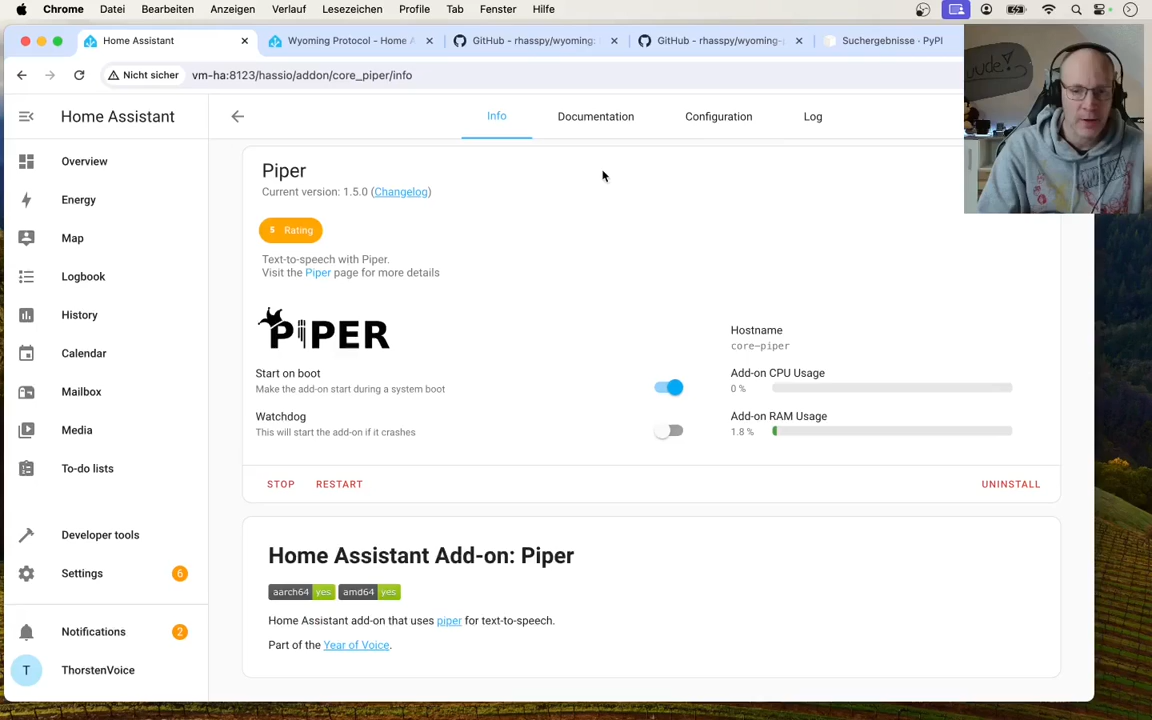 Chrome Datei Bearbeiten Anzeigen Verlauf Lesezeichen Profile Tab Fenster Hilfe
Home Assistant
Wyoming Protocol - Home A
GitHub - rhasspy/wyoming:
GitHub - rhasspy/wyoming-
Suchergebnisse · PyPI
Nicht sicher
vm-ha:8123/hassio/addon/core_piper/info
Home Assistant
Overview
Energy
Map
Logbook
History
Calendar
Mailbox
Media
To-do lists
Developer tools
Settings
6
Notifications
2
T
ThorstenVoice
Info
Documentation
Configuration
Log
Piper
Current version: 1.5.0 (Changelog)
5 Rating
Text-to-speech with Piper.
Visit the Piper page for more details
PiPER
Start on boot
Make the add-on start during a system boot
Watchdog
This will start the add-on if it crashes
Hostname
core-piper
Add-on CPU Usage
0 %
Add-on RAM Usage
1.8 %
STOP
RESTART
UNINSTALL
Home Assistant Add-on: Piper
aarch64 yes amd64 yes
Home Assistant add-on that uses piper for text-to-speech.
Part of the Year of Voice.